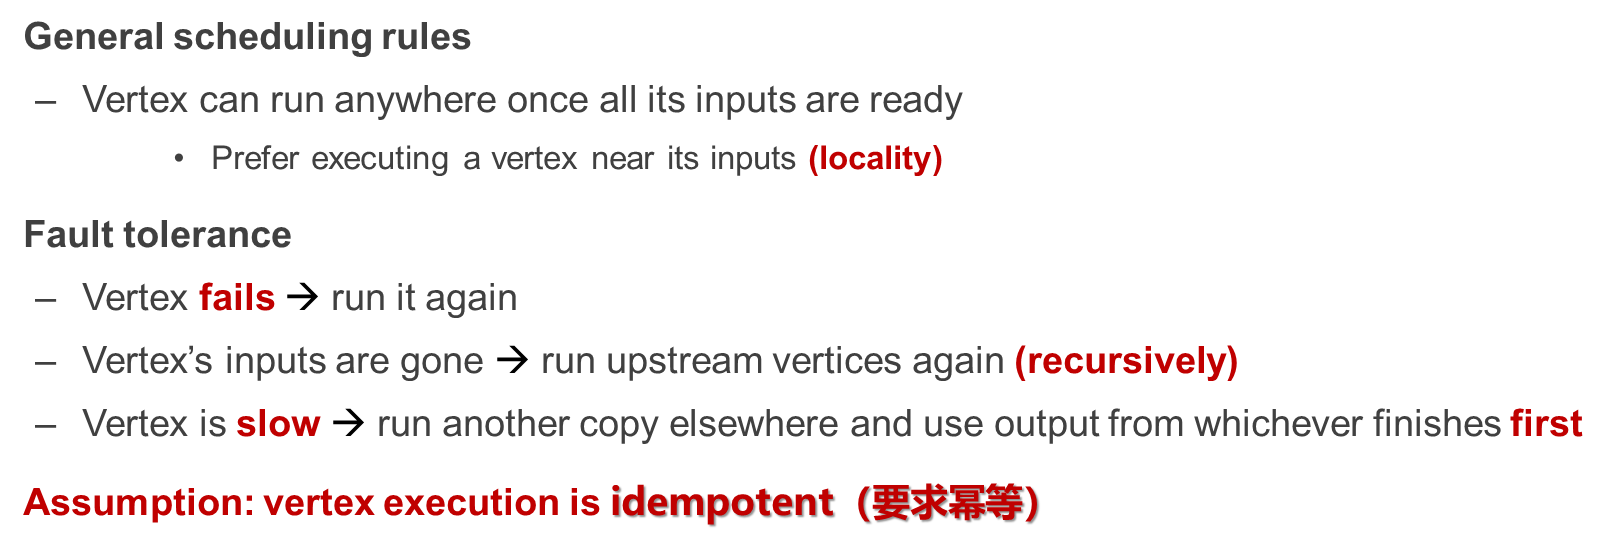 General scheduling rules
– Vertex can run anywhere once all its inputs are ready
• Prefer executing a vertex near its inputs (locality)
Fault tolerance
– Vertex fails → run it again
– Vertex’s inputs are gone → run upstream vertices again (recursively)
– Vertex is slow → run another copy elsewhere and use output from whichever finishes first
Assumption: vertex execution is idempotent（要求幂等）